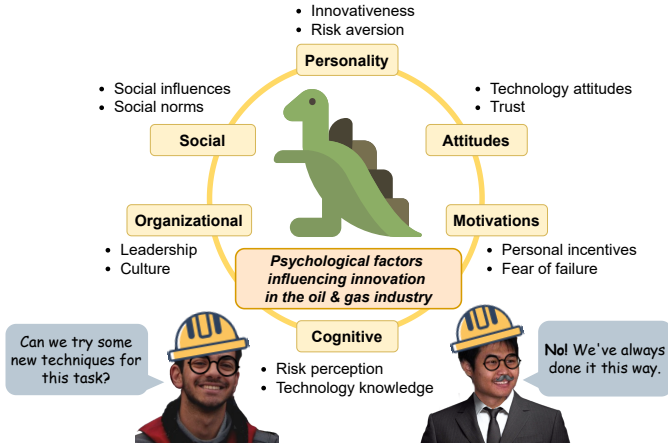 • Innovativeness
• Risk aversion
Personality
• Social influences
• Social norms
• Technology attitudes
• Trust
Social
Attitudes
Organizational
Motivations
• Leadership
• Culture
• Personal incentives
• Fear of failure
Psychological factors
influencing innovation
in the oil & gas industry
Cognitive
• Risk perception
• Technology knowledge
Can we try some
new techniques for
this task?
No! We've always
done it this way.